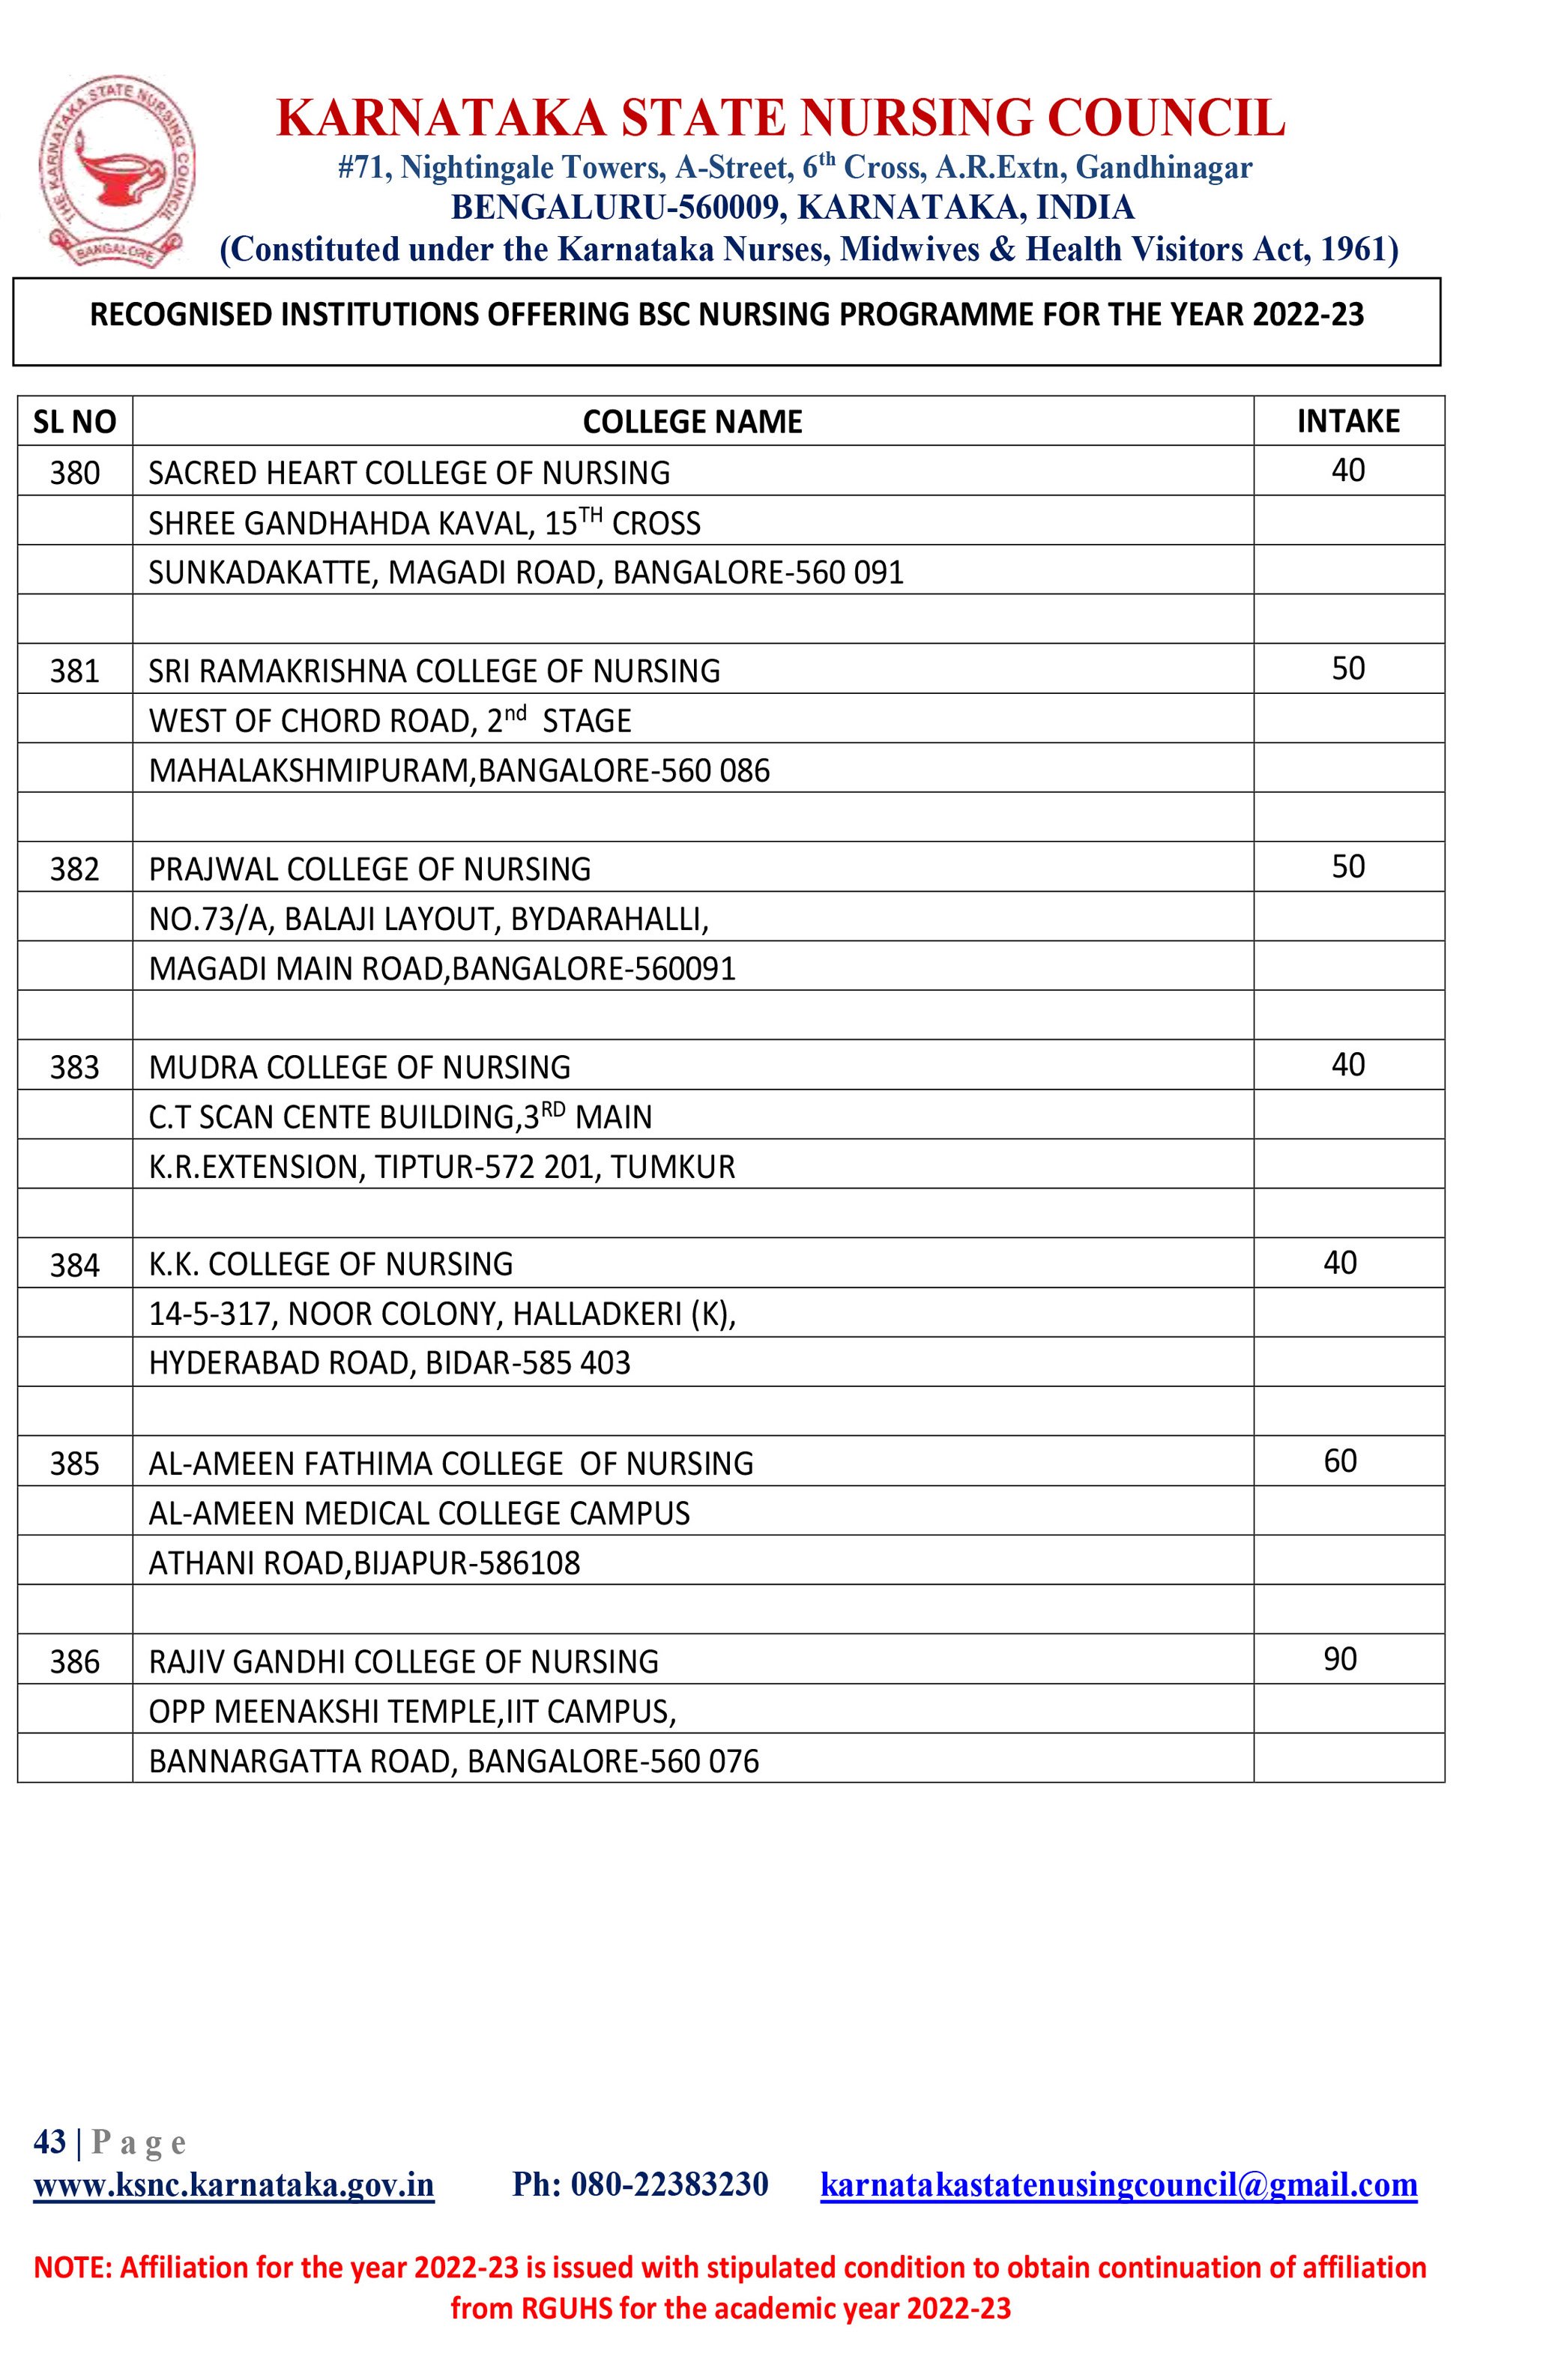 THE KARNATAKA STATE NURSING COUNCIL
BANGALORE
KARNATAKA STATE NURSING COUNCIL
#71, Nightingale Towers, A-Street, 6th Cross, A.R.Extn, Gandhinagar
BENGALURU-560009, KARNATAKA, INDIA
(Constituted under the Karnataka Nurses, Midwives & Health Visitors Act, 1961)
RECOGNISED INSTITUTIONS OFFERING BSC NURSING PROGRAMME FOR THE YEAR 2022-23
SL NO COLLEGE NAME INTAKE
380 SACRED HEART COLLEGE OF NURSING 40
SHREE GANDHAHDA KAVAL, 15TH CROSS
SUNKADAKATTE, MAGADI ROAD, BANGALORE-560 091
381 SRI RAMAKRISHNA COLLEGE OF NURSING 50
WEST OF CHORD ROAD, 2nd STAGE
MAHALAKSHMIPURAM,BANGALORE-560 086
382 PRAJWAL COLLEGE OF NURSING 50
NO.73/A, BALAJI LAYOUT, BYDARAHALLI,
MAGADI MAIN ROAD,BANGALORE-560091
383 MUDRA COLLEGE OF NURSING 40
C.T SCAN CENTE BUILDING,3RD MAIN
K.R.EXTENSION, TIPTUR-572 201, TUMKUR
384 K.K. COLLEGE OF NURSING 40
14-5-317, NOOR COLONY, HALLADKERI (K),
HYDERABAD ROAD, BIDAR-585 403
385 AL-AMEEN FATHIMA COLLEGE OF NURSING 60
AL-AMEEN MEDICAL COLLEGE CAMPUS
ATHANI ROAD,BIJAPUR-586108
386 RAJIV GANDHI COLLEGE OF NURSING 90
OPP MEENAKSHI TEMPLE,IIT CAMPUS,
BANNARGATTA ROAD, BANGALORE-560 076
43 | P a g e
www.ksnc.karnataka.gov.in Ph: 080-22383230 karnatakastatenusingcouncil@gmail.com
NOTE: Affiliation for the year 2022-23 is issued with stipulated condition to obtain continuation of affiliation
from RGUHS for the academic year 2022-23